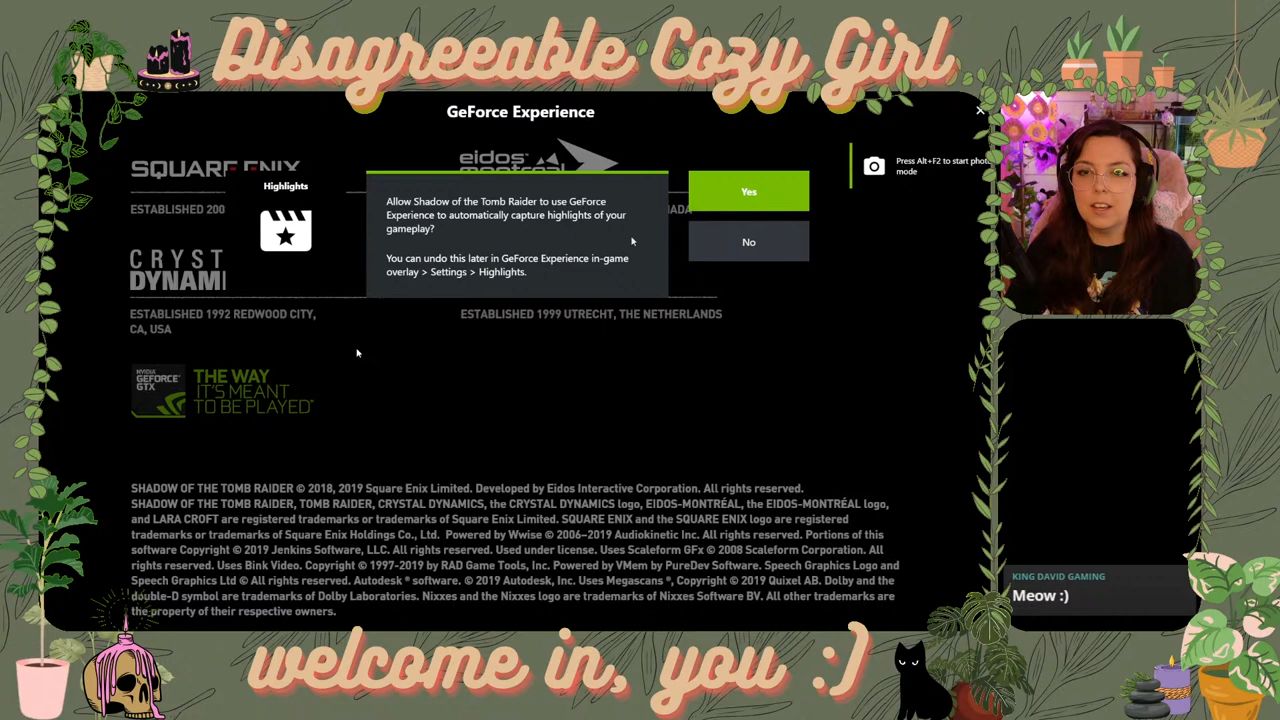 Disagreeable Cozy Girl
GeForce Experience
SQUARE ENIX
eidos
montréal
Press Alt+F2 to start photo
mode
Highlights
ESTABLISHED 200
Allow Shadow of the Tomb Raider to use GeForce
Experience to automatically capture highlights of your
gameplay?
You can undo this later in GeForce Experience in-game
overlay > Settings > Highlights.
Yes
NADA
No
CRYST
DYNAMI
ESTABLISHED 1992 REDWOOD CITY,
CA, USA
ESTABLISHED 1999 UTRECHT, THE NETHERLANDS
NVIDIA
GEFORCE
GTX
THE WAY
IT'S MEANT
TO BE PLAYED™
SHADOW OF THE TOMB RAIDER © 2018, 2019 Square Enix Limited. Developed by Eidos Interactive Corporation. All rights reserved.
SHADOW OF THE TOMB RAIDER, TOMB RAIDER, CRYSTAL DYNAMICS, the CRYSTAL DYNAMICS logo, EIDOS-MONTRÉAL, the EIDOS-MONTRÉAL logo,
and LARA CROFT are registered trademarks or trademarks of Square Enix Limited. SQUARE ENIX and the SQUARE ENIX logo are registered
trademarks or trademarks of Square Enix Holdings Co., Ltd. Powered by Wwise © 2006–2019 Audiokinetic Inc. Portions of this
software Copyright © 2019 Jenkins Software, LLC. All rights reserved. Used under license. Uses Scaleform GFx © 2008 Scaleform Corporation. All
rights reserved. Uses Bink Video. Copyright © 1997-2019 by RAD Game Tools, Inc. Powered by VMem by PureDev Software. Speech Graphics Logo and
Speech Graphics Ltd © All rights reserved. Autodesk ® software. © 2019 Autodesk, Inc. Uses Megascans ®, Copyright © 2019 Quixel AB. Dolby and the
double-D symbol are trademarks of Dolby Laboratories. Nixxes and the Nixxes logo are trademarks of Nixxes Software BV. All other trademarks are
the property of their respective owners.
KING DAVID GAMING
Meow :)
welcome in, you :)